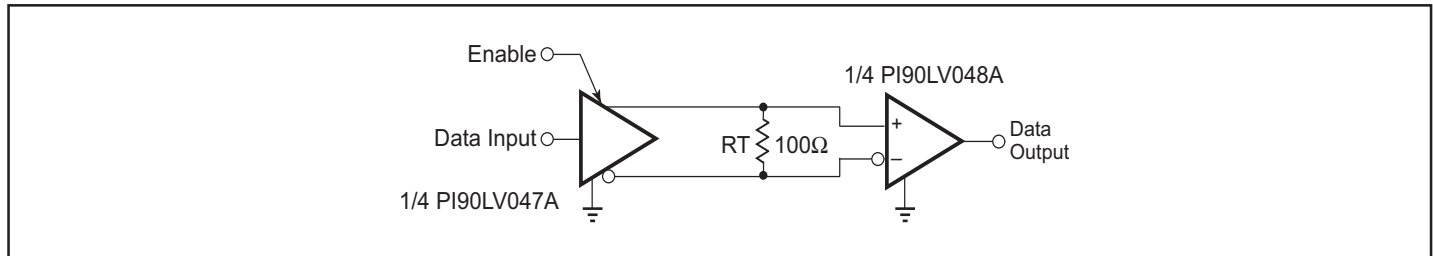 Enable
1/4 PI90LV048A
+
Data Input
RT
100Ω
Data
Output
–
1/4 PI90LV047A